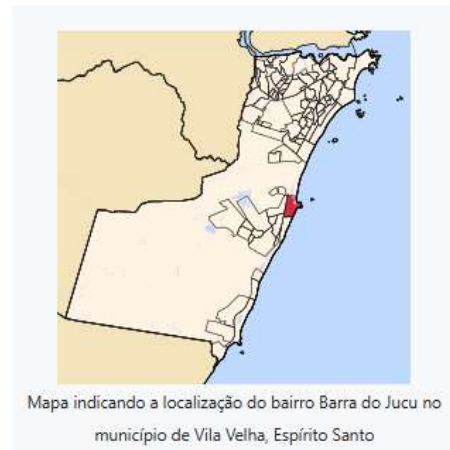 Mapa indicando a localização do bairro Barra do Jucu no
município de Vila Velha, Espírito Santo